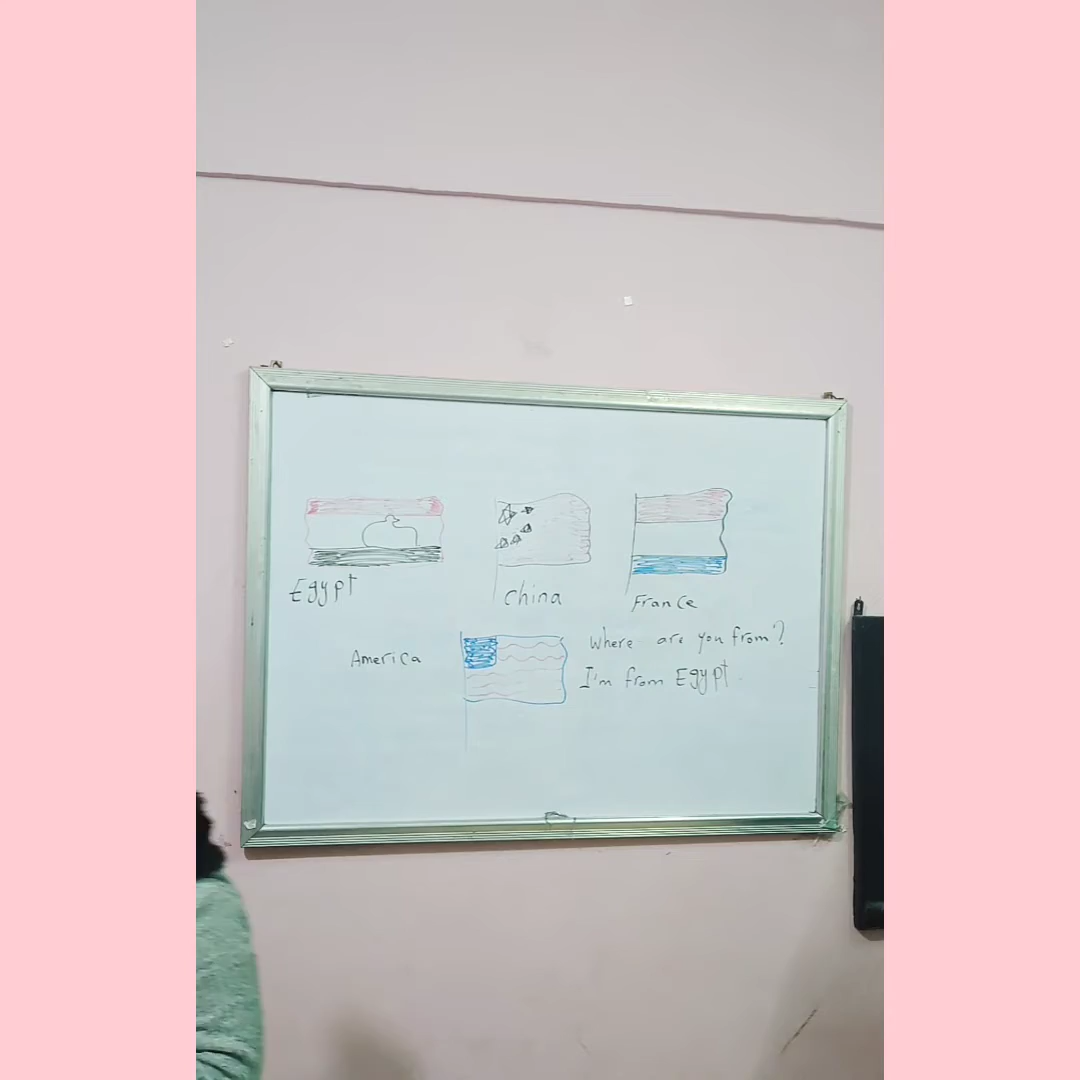 Egypt
China
France
America
Where are you from?
I'm from Egypt.